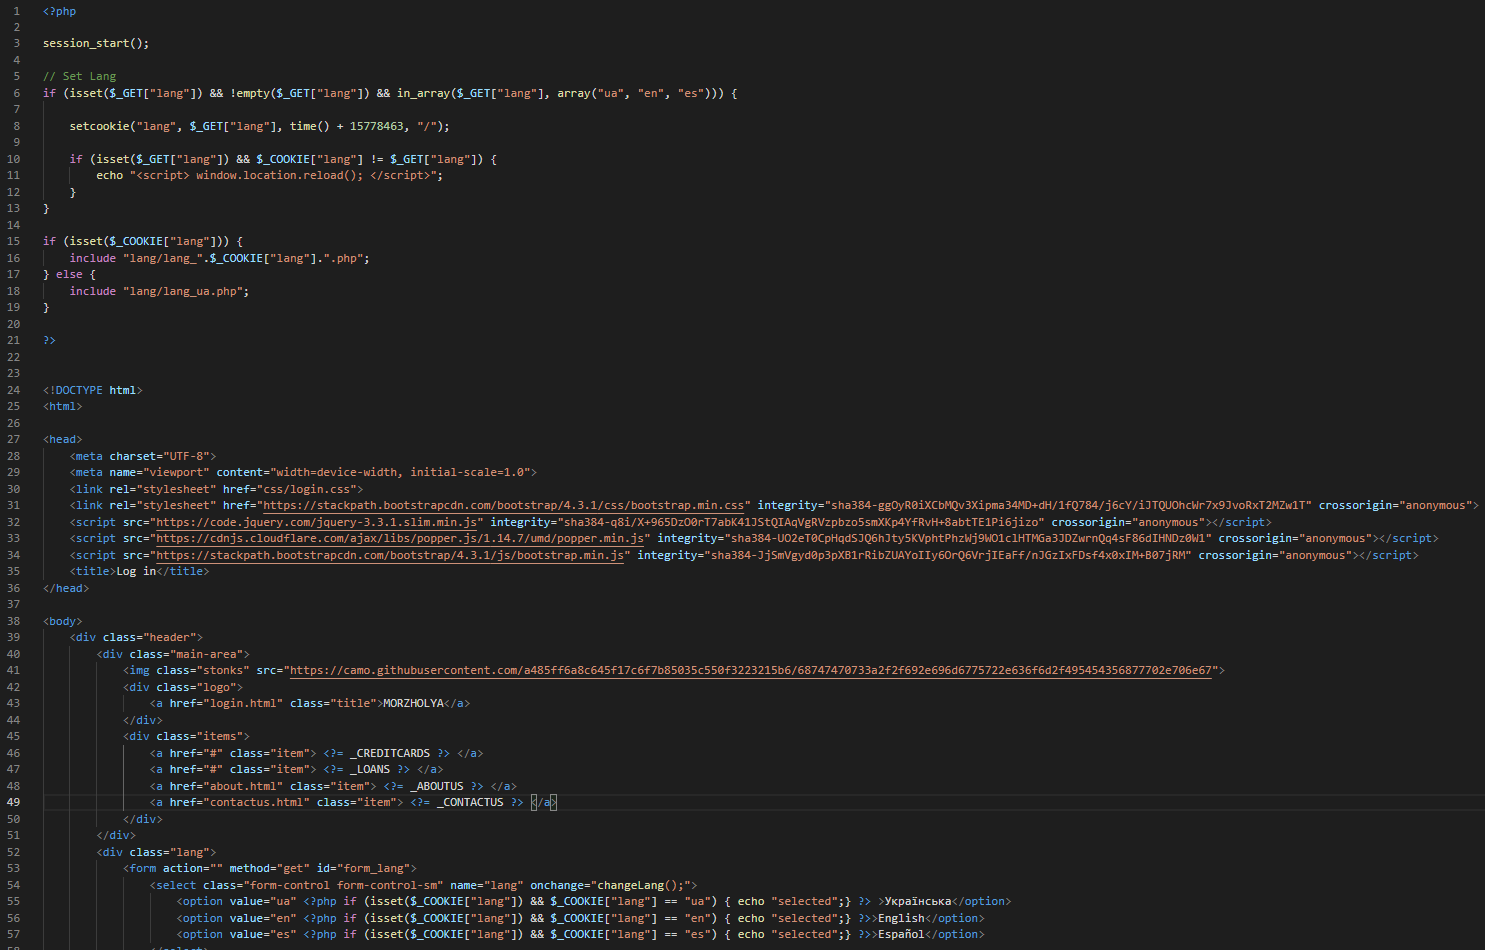 1 <?php
2
3 session_start();
4
5 // Set Lang
6 if (isset($_GET["lang"]) && !empty($_GET["lang"]) && in_array($_GET["lang"], array("ua", "en", "es"))) {
7
8 setcookie("lang", $_GET["lang"], time() + 15778463, "/");
9
10 if (isset($_GET["lang"]) && $_COOKIE["lang"] != $_GET["lang"]) {
11 echo "<script> window.location.reload(); </script>";
12 }
13 }
14
15 if (isset($_COOKIE["lang"])) {
16 include "lang/lang_".$_COOKIE["lang"].".php";
17 } else {
18 include "lang/lang_ua.php";
19 }
20
21 ?>
22
23
24 <!DOCTYPE html>
25 <html>
26
27 <head>
28 <meta charset="UTF-8">
29 <meta name="viewport" content="width=device-width, initial-scale=1.0">
30 <link rel="stylesheet" href="css/login.css">
31 <link rel="stylesheet" href="https://stackpath.bootstrapcdn.com/bootstrap/4.3.1/css/bootstrap.min.css" integrity="sha384-ggOyR0iXCbMQv3Xipma34MD+dH/1fQ784/j6cY/iJTQUOhcWr7x9JvoRxT2MZw1T" crossorigin="anonymous">
32 <script src="https://code.jquery.com/jquery-3.3.1.slim.min.js" integrity="sha384-q8i/X+965DzO0rT7abK41JStQIAqVgRVzpbzo5smXKp4YfRvH+8abtTE1Pi6jizo" crossorigin="anonymous"></script>
33 <script src="https://cdnjs.cloudflare.com/ajax/libs/popper.js/1.14.7/umd/popper.min.js" integrity="sha384-UO2eT0CpHqdSJQ6hJty5KVphtPhzWj9WO1clHTMGa3JDZwrnQq4sF86dIHNDz0W1" crossorigin="anonymous"></script>
34 <script src="https://stackpath.bootstrapcdn.com/bootstrap/4.3.1/js/bootstrap.min.js" integrity="sha384-JjSmVgyd0p3pXB1rRibZUAYoIIy6OrQ6VrjIEaFf/nJGzIxFDsf4x0xIM+B07jRM" crossorigin="anonymous"></script>
35 <title>Log in</title>
36 </head>
37
38 <body>
39 <div class="header">
40 <div class="main-area">
41 <img class="stonks" src="https://camo.githubusercontent.com/a485ff6a8c645f17c6f7b85035c550f3223215b6/68747470733a2f2f692e696d6775722e636f6d2f495454356877702e706e67">
42 <div class="logo">
43 <a href="login.html" class="title">MORZHOLYA</a>
44 </div>
45 <div class="items">
46 <a href="#" class="item"> <?= _CREDITCARDS ?> </a>
47 <a href="#" class="item"> <?= _LOANS ?> </a>
48 <a href="about.html" class="item"> <?= _ABOUTUS ?> </a>
49 <a href="contactus.html" class="item"> <?= _CONTACTUS ?> </a>
50 </div>
51 </div>
52 <div class="lang">
53 <form action="" method="get" id="form_lang">
54 <select class="form-control form-control-sm" name="lang" onchange="changeLang();">
55 <option value="ua" <?php if (isset($_COOKIE["lang"]) && $_COOKIE["lang"] == "ua") { echo "selected";} ?> >Українська</option>
56 <option value="en" <?php if (isset($_COOKIE["lang"]) && $_COOKIE["lang"] == "en") { echo "selected";} ?>>English</option>
57 <option value="es" <?php if (isset($_COOKIE["lang"]) && $_COOKIE["lang"] == "es") { echo "selected";} ?>>Español</option>